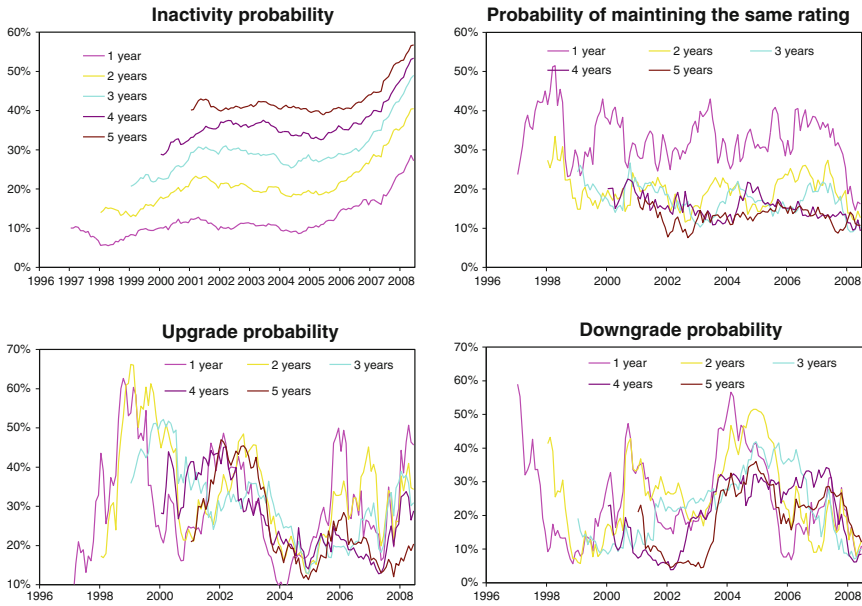 Inactivity probability
60%
50%
40%
30%
20%
10%
0%
1 year
2 years
3 years
4 years
5 years
1996 1997 1998 1999 2000 2001 2002 2003 2004 2005 2006 2007 2008
Probability of maintining the same rating
60%
50%
40%
30%
20%
10%
0%
1 year 2 years 3 years
4 years 5 years
1996 1998 2000 2002 2004 2006 2008
Upgrade probability
70%
60%
50%
40%
30%
20%
10%
1 year 2 years 3 years
4 years 5 years
1996 1998 2000 2002 2004 2006 2008
Downgrade probability
70%
60%
50%
40%
30%
20%
10%
0%
1 year 2 years 3 years
4 years 5 years
1996 1998 2000 2002 2004 2006 2008